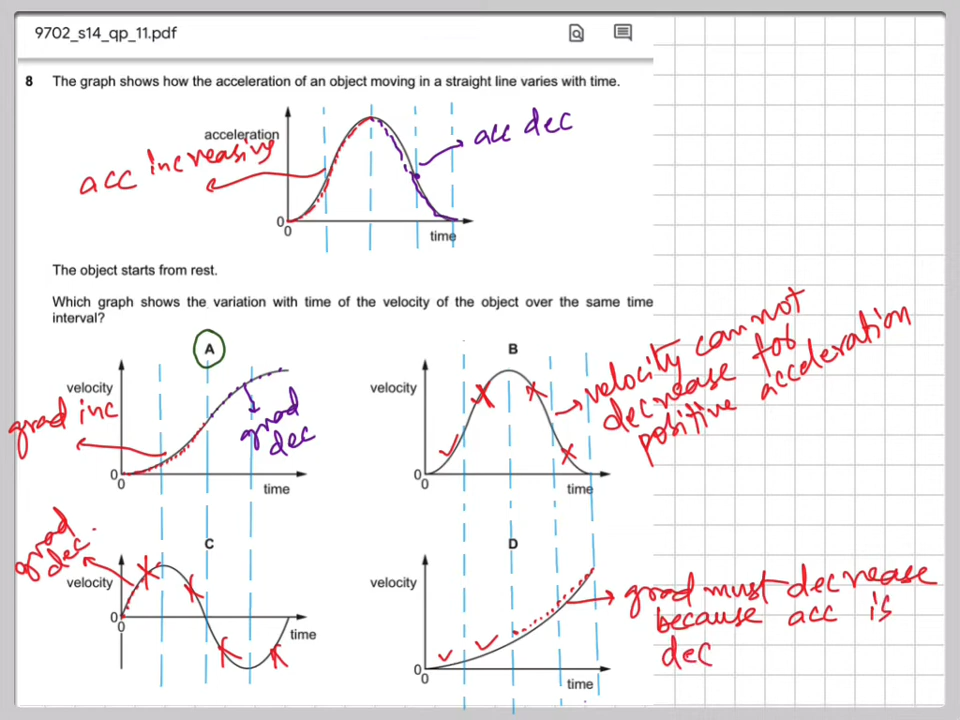 9702_s14_qp_11.pdf
8 The graph shows how the acceleration of an object moving in a straight line varies with time.
acceleration
acc increasing
acc dec
0
0
time
The object starts from rest.
Which graph shows the variation with time of the velocity of the object over the same time
interval?
A
velocity
grad inc
grad
dec
0
0
time
B
velocity
0
0
time
velocity cannot
decrease for
positive acceleration
C
grad
dec.
velocity
0
0
time
D
velocity
0
0
time
grad must decrease
because acc is
dec